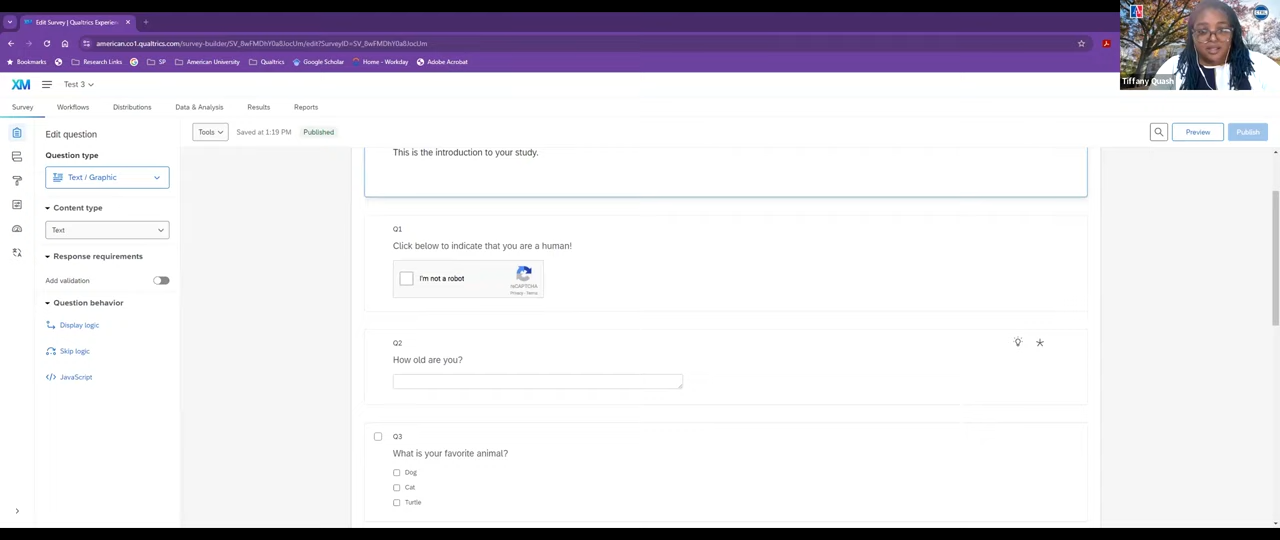 Edit Survey | Qualtrics Experien
american.co1.qualtrics.com/survey-builder/SV_8wFMDhY0a8JocUm/edit?SurveyID=SV_8wFMDhY0a8JocUm
Bookmarks Research Links SP American University Qualtrics Google Scholar Home - Workday Adobe Acrobat
Tiffany Quash
XM Test 3
Survey Workflows Distributions Data & Analysis Results Reports
Edit question
Tools Saved at 1:19 PM Published Preview Publish
Question type
Text / Graphic
Content type
Text
Response requirements
Add validation
Question behavior
Display logic
Skip logic
JavaScript
This is the introduction to your study.
Q1
Click below to indicate that you are a human!
I'm not a robot
reCAPTCHA
Privacy - Terms
Q2
How old are you?
Q3
What is your favorite animal?
Dog
Cat
Turtle